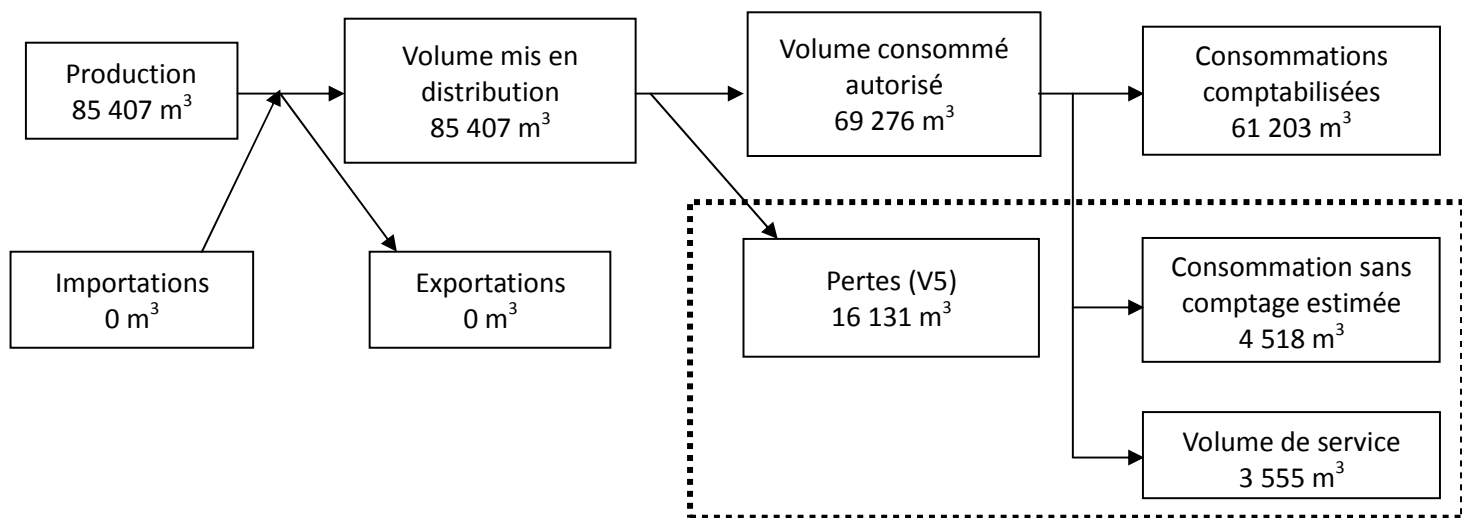 Production
85 407 m³
Volume mis en
distribution
85 407 m³
Volume consommé
autorisé
69 276 m³
Consommations
comptabilisées
61 203 m³
Importations
0 m³
Exportations
0 m³
Pertes (V5)
16 131 m³
Consommation sans
comptage estimée
4 518 m³
Volume de service
3 555 m³